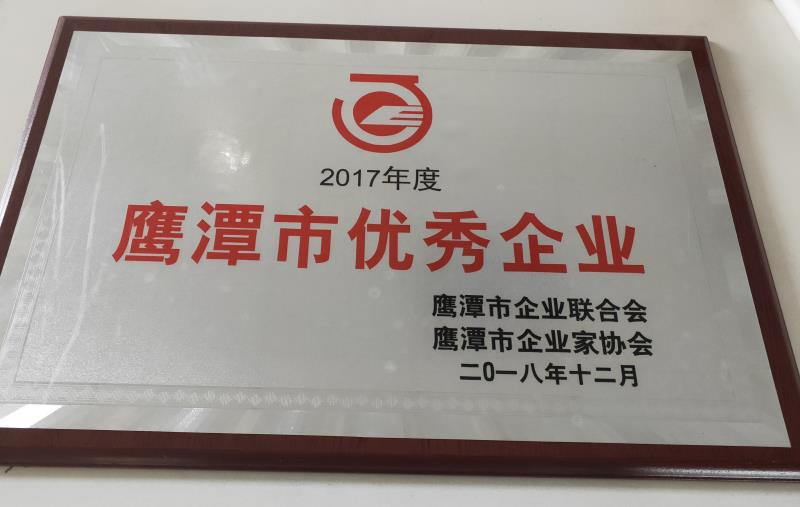 2017年度
鹰潭市优秀企业
鹰潭市企业联合会
鹰潭市企业家协会
二0一八年十二月